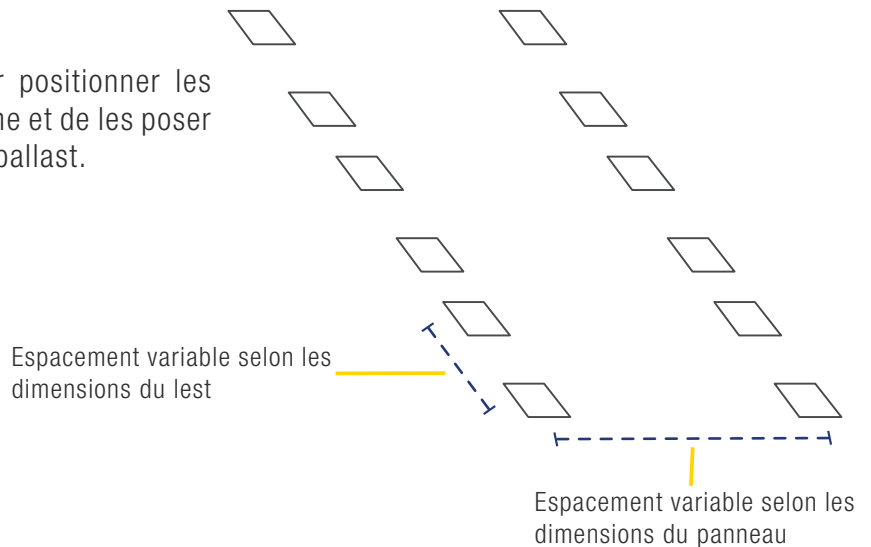 positionner les
et de les poser
ballast.
Espacement variable selon les
dimensions du lest
Espacement variable selon les
dimensions du panneau